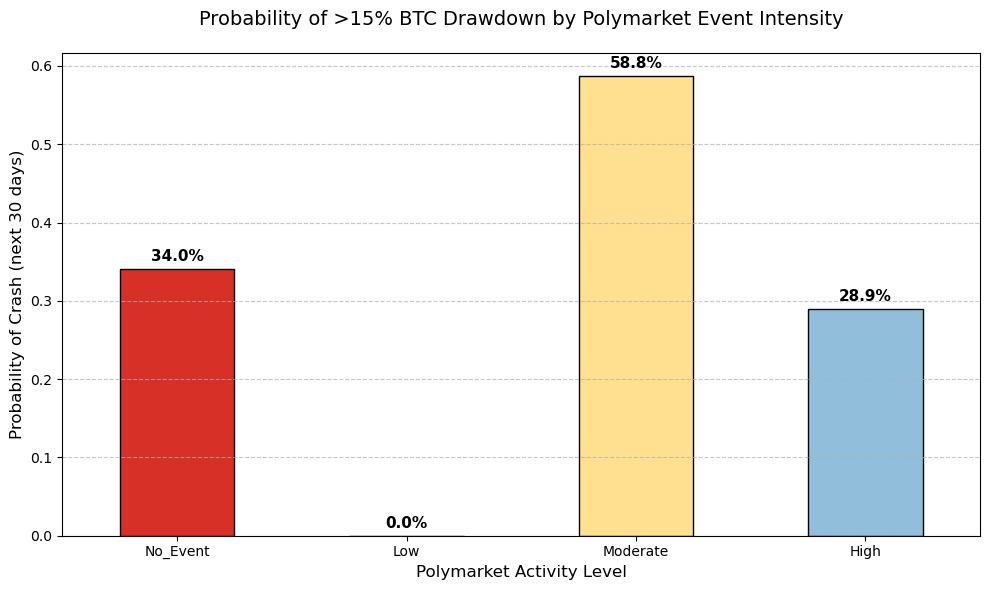 Probability of >15% BTC Drawdown by Polymarket Event Intensity
Probability of Crash (next 30 days)
0.6
0.5
0.4
0.3
0.2
0.1
0.0
34.0%
0.0%
58.8%
28.9%
No_Event
Low
Moderate
High
Polymarket Activity Level